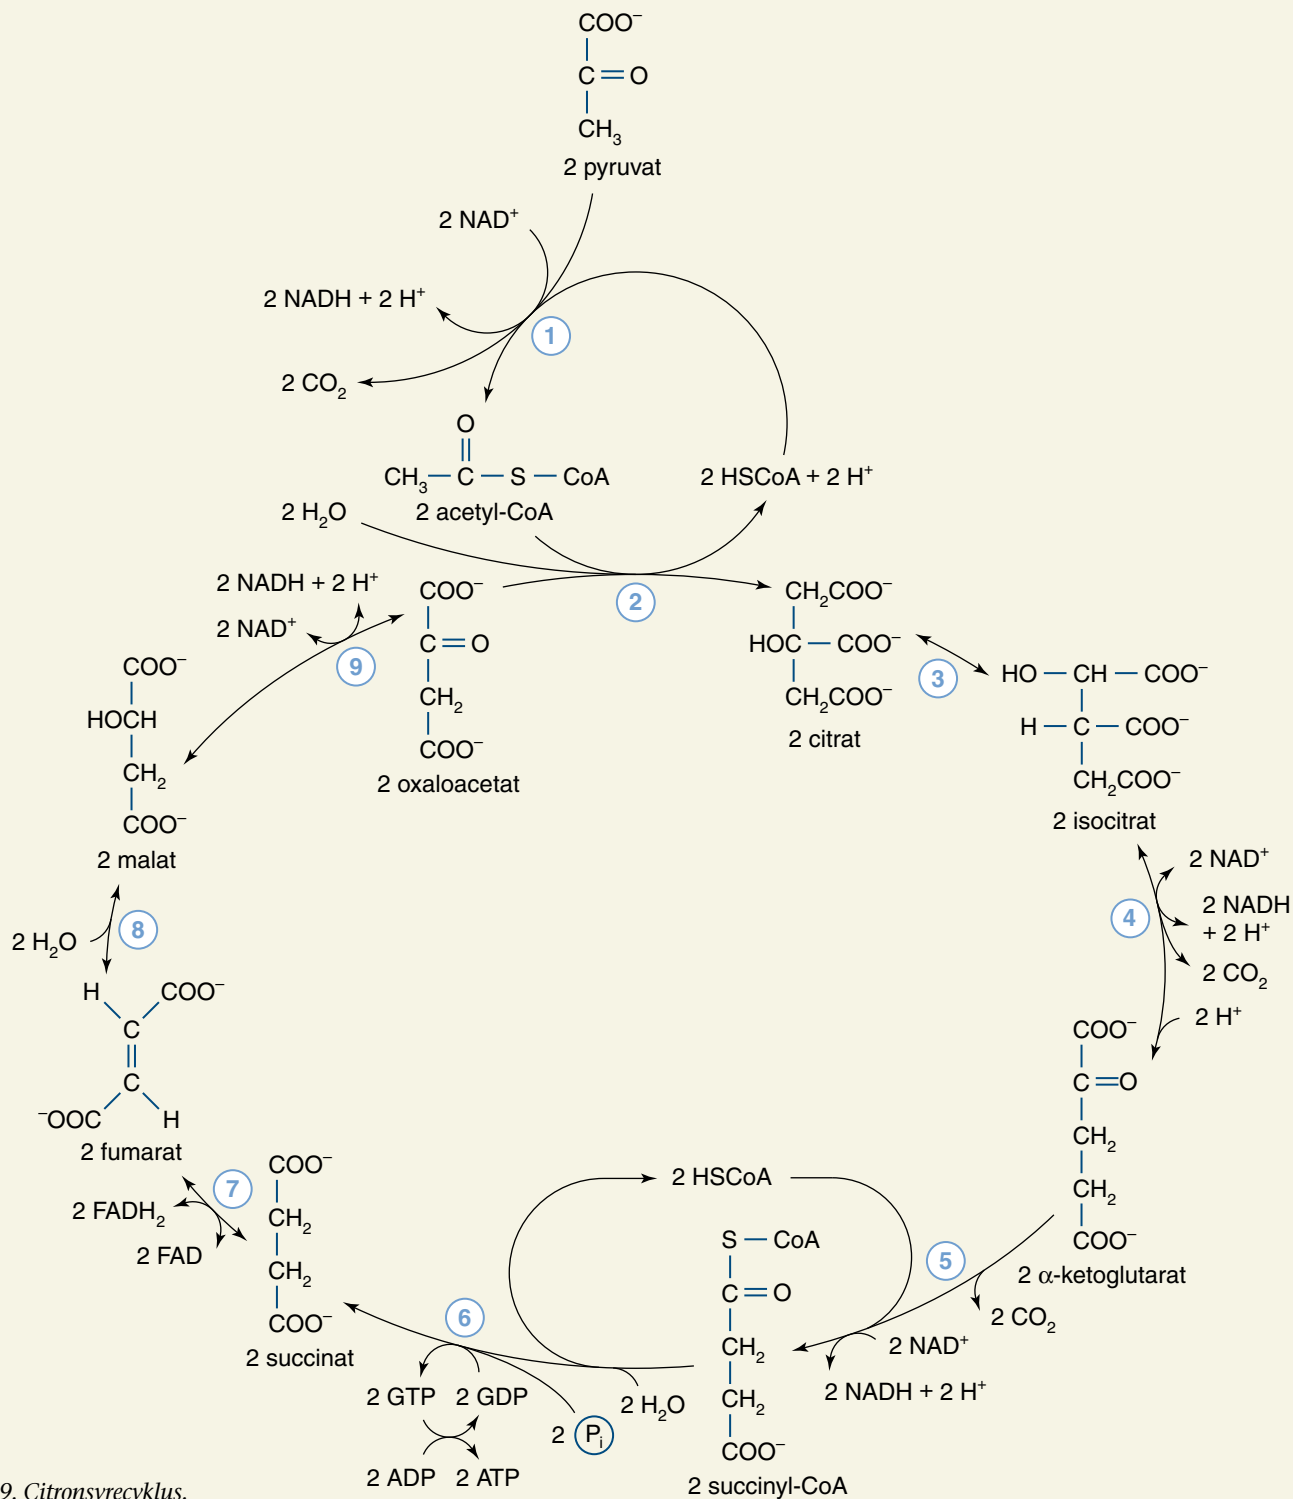 COO⁻
C=O
CH₃
2 pyruvat
2 NAD⁺
2 NADH + 2 H⁺
1
2 CO₂
O
CH₃—C—S—CoA
2 acetyl-CoA
2 HSCoA + 2 H⁺
2 H₂O
2
2 NADH + 2 H⁺
2 NAD⁺
9
COO⁻
C=O
CH₂
COO⁻
2 oxaloacetat
CH₂COO⁻
HOC—COO⁻
CH₂COO⁻
2 citrat
3
HO—CH—COO⁻
H—C—COO⁻
CH₂COO⁻
2 isocitrat
COO⁻
HOCH
CH₂
COO⁻
2 malat
4
2 NAD⁺
2 NADH
+ 2 H⁺
2 CO₂
2 H⁺
8
2 H₂O
H COO⁻
C
C
⁻OOC H
2 fumarat
COO⁻
C=O
CH₂
CH₂
COO⁻
2 α-ketoglutarat
7
2 FADH₂
2 FAD
COO⁻
CH₂
CH₂
COO⁻
2 succinat
2 HSCoA
5
2 CO₂
2 NAD⁺
2 NADH + 2 H⁺
S—CoA
C=O
CH₂
CH₂
COO⁻
2 succinyl-CoA
6
2 GTP 2 GDP
2 H₂O
2 Pᵢ
2 ADP 2 ATP
9. Citronsyrecyklus.